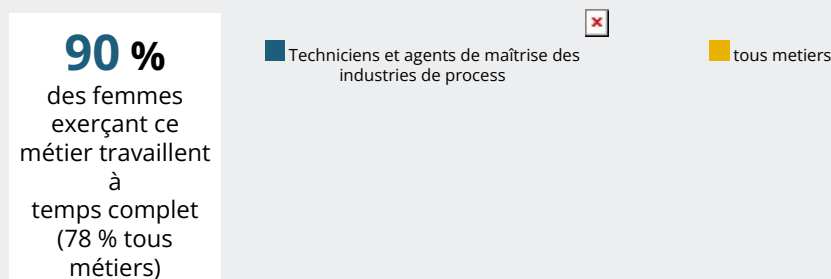 90 %
des femmes
exerçant ce
métier travaillent
à
temps complet
(78 % tous
métiers)
Techniciens et agents de maîtrise des
industries de process
tous metiers